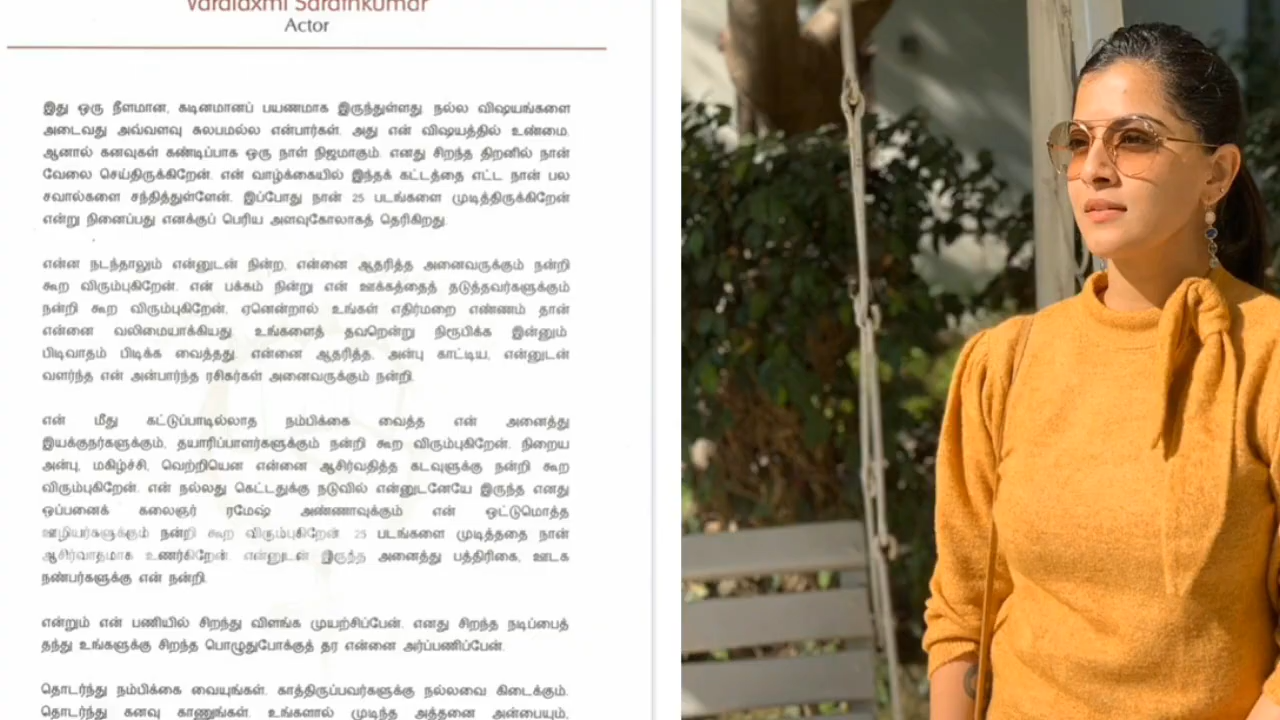 Varalaxmi Sarathkumar
Actor
இது ஒரு நீளமான, கடினமானப் பயணமாக இருந்துள்ளது. நல்ல விஷயங்களை
அடைவது அவ்வளவு சுலபமல்ல என்பார்கள். அது என் விஷயத்தில் உண்மை.
ஆனால் கனவுகள் கண்டிப்பாக ஒரு நாள் நிஜமாகும். எனது சிறந்த திறனில் நான்
வேலை செய்திருக்கிறேன். என் வாழ்க்கையில் இந்தக் கட்டத்தை எட்ட நான் பல
சவால்களை சந்தித்துள்ளேன். இப்போது நான் 25 படங்களை முடித்திருக்கிறேன்
என்று நினைப்பது எனக்குப் பெரிய அளவுகோலாகத் தெரிகிறது.
என்ன நடந்தாலும் என்னுடன் நின்ற, என்னை ஆதரித்த அனைவருக்கும் நன்றி
கூற விரும்புகிறேன். என் பக்கம் நின்று என் ஊக்கத்தைத் தடுத்தவர்களுக்கும்
நன்றி கூற விரும்புகிறேன். ஏனென்றால் உங்கள் எதிர்மறை எண்ணம் தான்
என்னை வலிமையாக்கியது. உங்களைத் தவறென்று நிரூபிக்க இன்னும்
பிடிவாதம் பிடிக்க வைத்தது. என்னை ஆதரித்த, அன்பு காட்டிய, என்னுடன்
வளர்ந்த என் அன்பார்ந்த ரசிகர்கள் அனைவருக்கும் நன்றி.
என் மீது கட்டுப்பாடில்லாத நம்பிக்கை வைத்த என் அனைத்து
இயக்குநர்களுக்கும், தயாரிப்பாளர்களுக்கும் நன்றி கூற விரும்புகிறேன். நிறைய
அன்பு, மகிழ்ச்சி, வெற்றியென என்னை ஆசிர்வதித்த கடவுளுக்கு நன்றி கூற
விரும்புகிறேன். என் நல்லது கெட்டதுக்கு நடுவில் என்னுடனேயே இருந்த எனது
ஒப்பனைக் கலைஞர் ரமேஷ் அண்ணாவுக்கும் என் ஒட்டுமொத்த
ஊழியர்களுக்கும் நன்றி கூற விரும்புகிறேன். 25 படங்களை முடித்ததை நான்
ஆசிர்வாதமாக உணர்கிறேன். என்னுடன் இருந்த அனைத்து பத்திரிகை, ஊடக
நண்பர்களுக்கு என் நன்றி.
என்றும் என் பணியில் சிறந்து விளங்க முயற்சிப்பேன். எனது சிறந்த நடிப்பைத்
தந்து உங்களுக்கு சிறந்த பொழுதுபோக்குத் தர என்னை அர்ப்பணிப்பேன்.
தொடர்ந்து நம்பிக்கை வையுங்கள். காத்திருப்பவர்களுக்கு நல்லவை கிடைக்கும்.
தொடர்ந்து கனவு காணுங்கள். உங்களால் முடிந்த அத்தனை அன்பையும்,